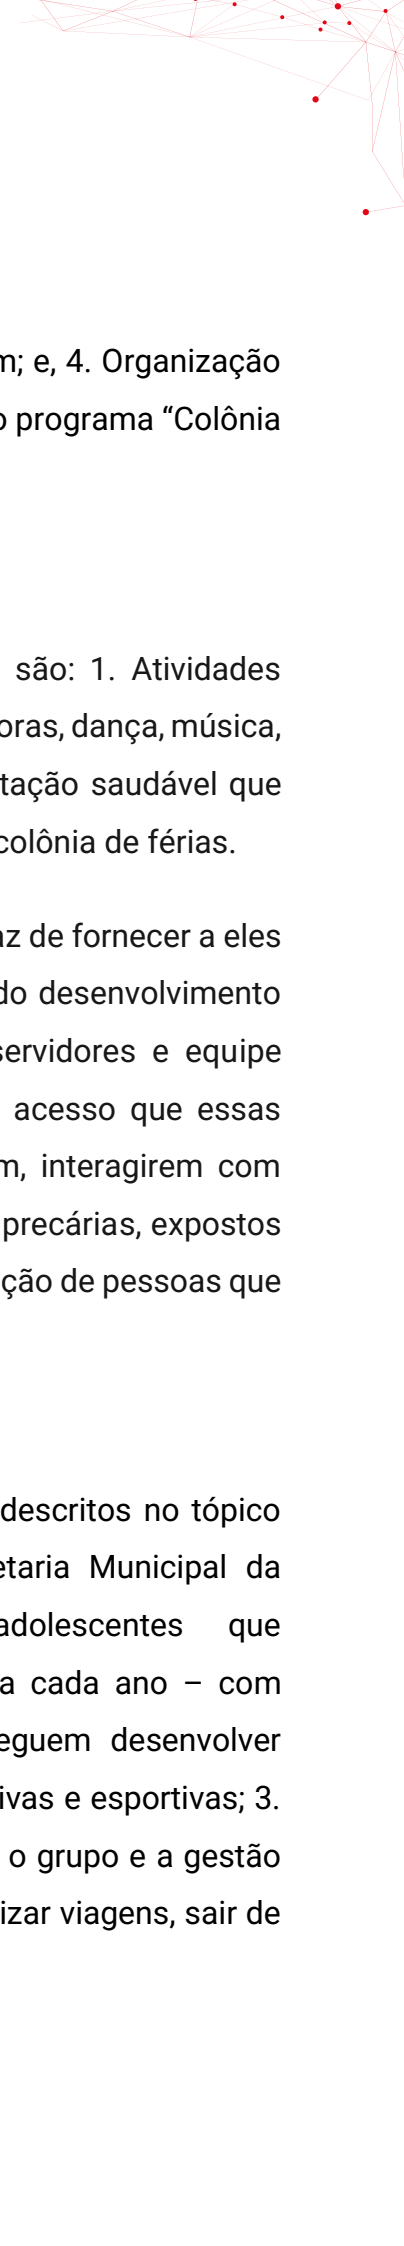 m; e, 4. Organização
o programa “Colônia
são: 1. Atividades
oras, dança, música,
tação saudável que
colônia de férias.
az de fornecer a eles
do desenvolvimento
servidores e equipe
acesso que essas
m, interagirem com
precárias, expostos
ção de pessoas que
descritos no tópico
etaria Municipal da
adolescentes que
a cada ano – com
eguem desenvolver
ivas e esportivas; 3.
o grupo e a gestão
izar viagens, sair de